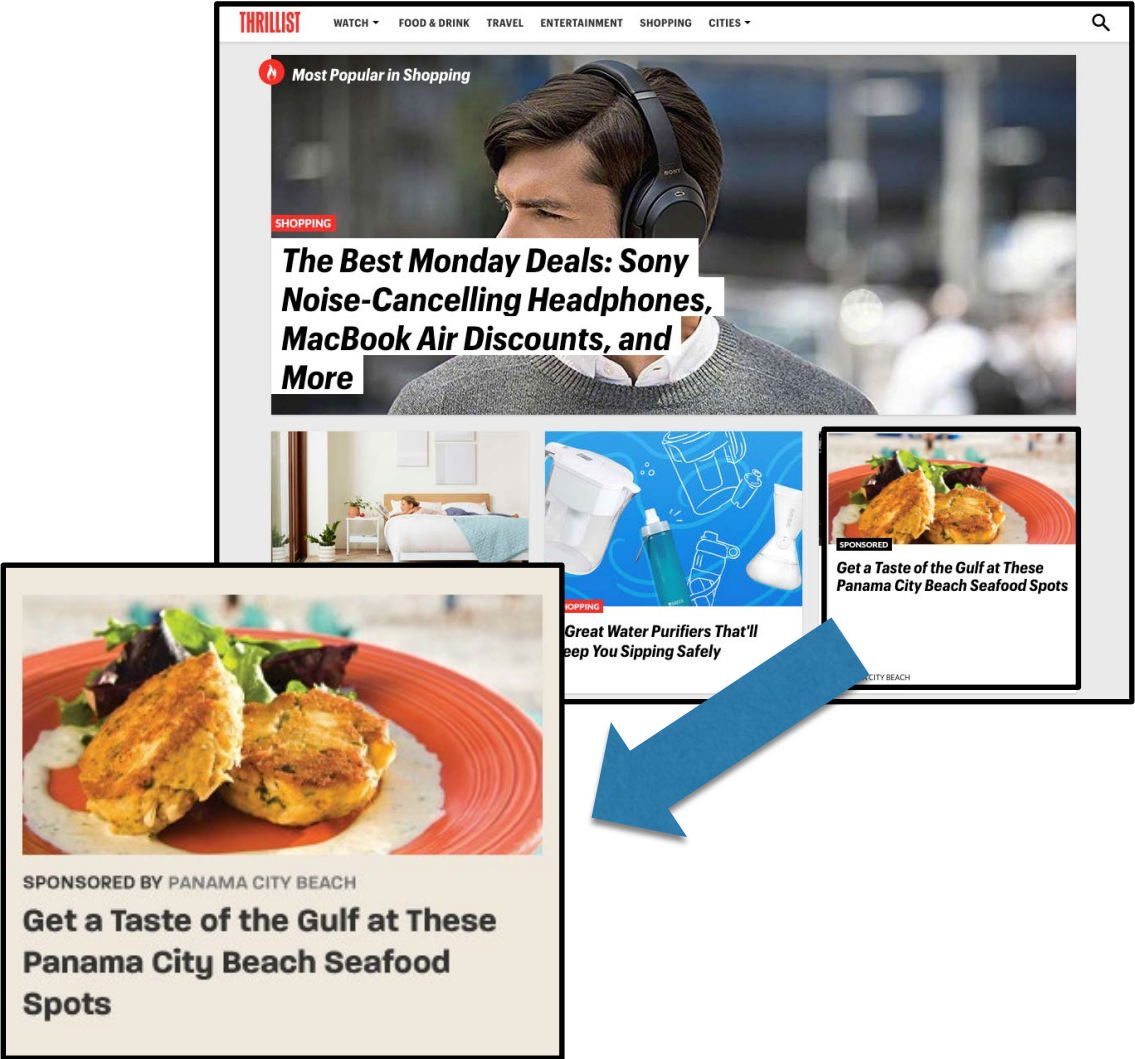 THRILLIST
WATCH FOOD & DRINK TRAVEL ENTERTAINMENT SHOPPING CITIES
Most Popular in Shopping
SONY
SHOPPING
The Best Monday Deals: Sony
Noise-Cancelling Headphones,
MacBook Air Discounts, and
More
HOPPING
Great Water Purifiers That'll
eep You Sipping Safely
SPONSORED
Get a Taste of the Gulf at These
Panama City Beach Seafood Spots
CITY BEACH
SPONSORED BY PANAMA CITY BEACH
Get a Taste of the Gulf at These
Panama City Beach Seafood
Spots